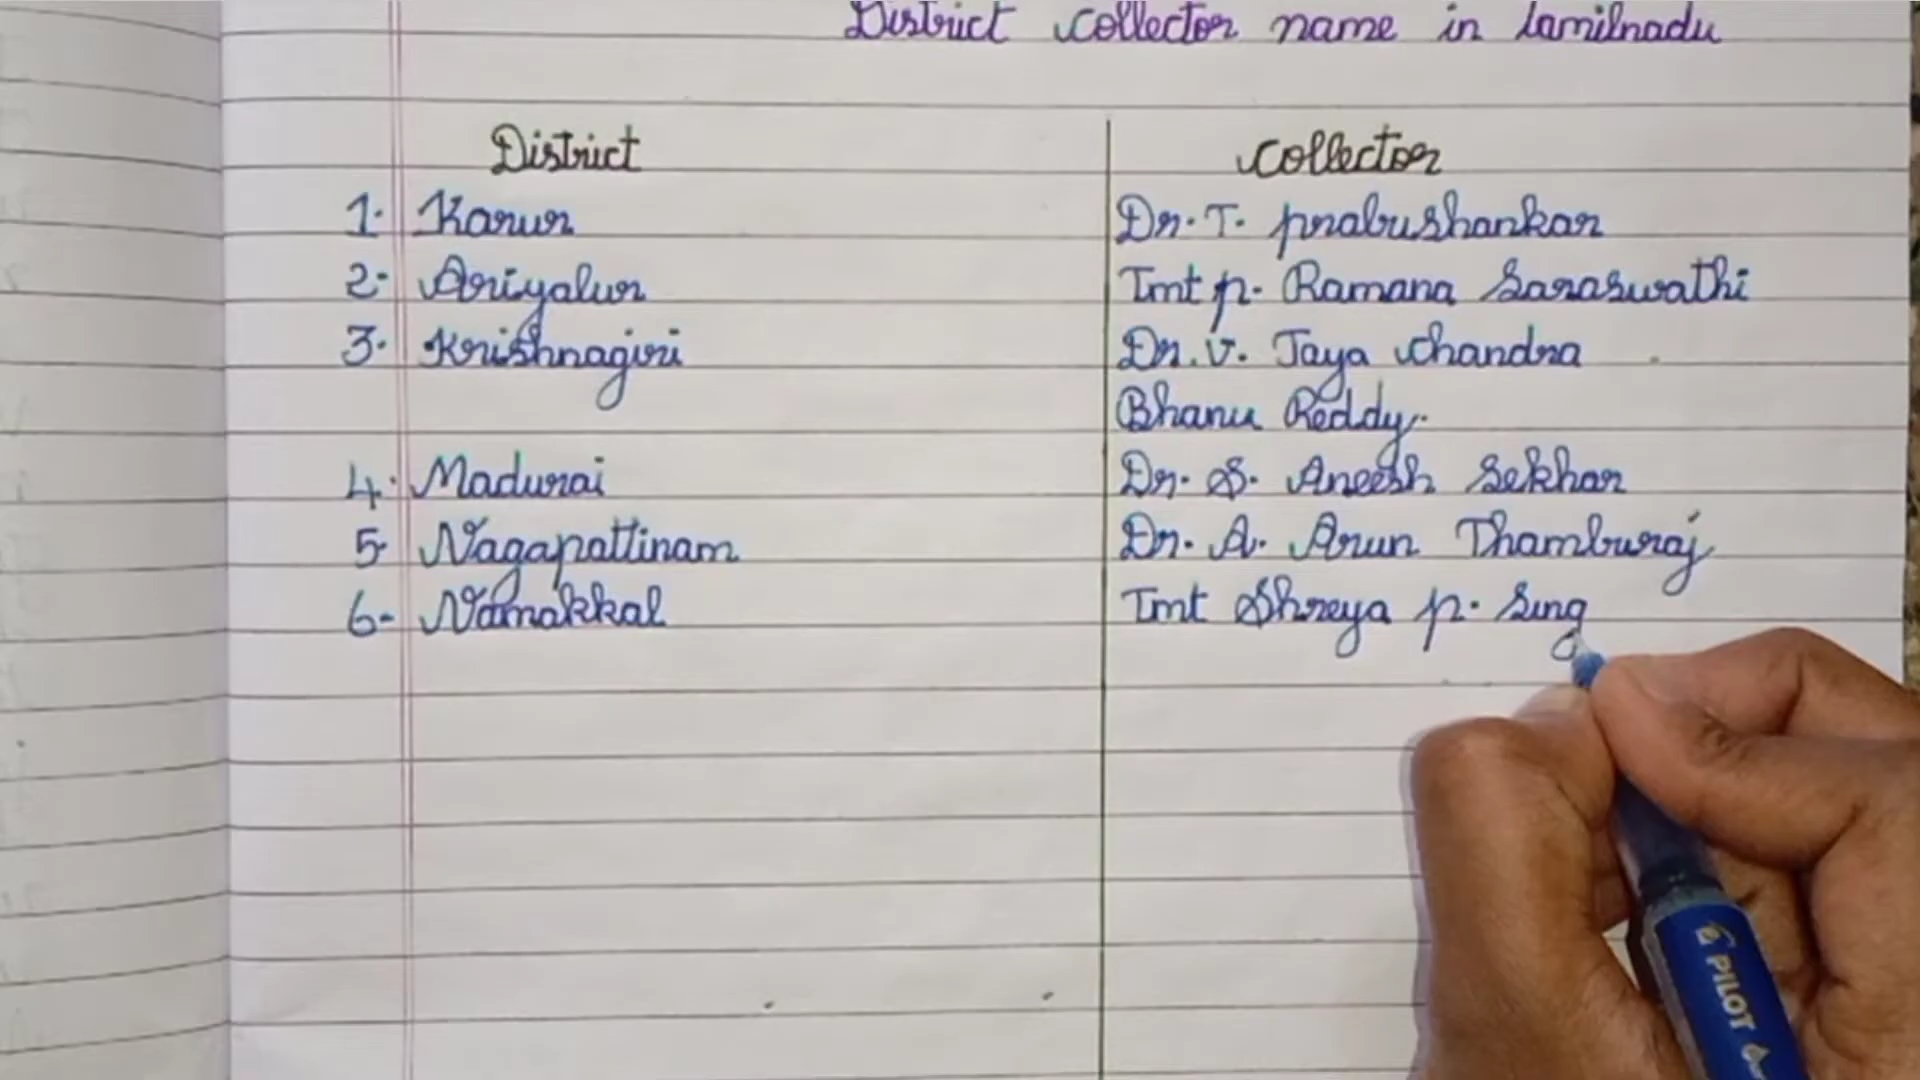 District collector name in tamilnadu
District collector
1. Karur Dr. T. prabushankar
2. Ariyalur Tmt p. Ramana Saraswathi
3. Krishnagiri Dr. V. Jaya chandra
Bhanu Reddy.
4. Madurai Dr. S. Aneesh Sekhar
5. Nagapattinam Dr. A. Arun Thamburaj
6. Namakkal Tmt Shreya p. Sing
PILOT